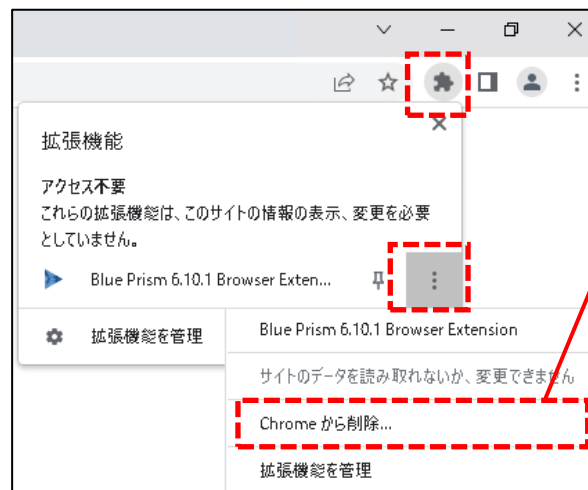 拡張機能
アクセス不要
これらの拡張機能は、このサイトの情報の表示、変更を必要
としていません。
Blue Prism 6.10.1 Browser Exten...
拡張機能を管理
Blue Prism 6.10.1 Browser Extension
サイトのデータを読み取れないか、変更できません
Chrome から削除...
拡張機能を管理